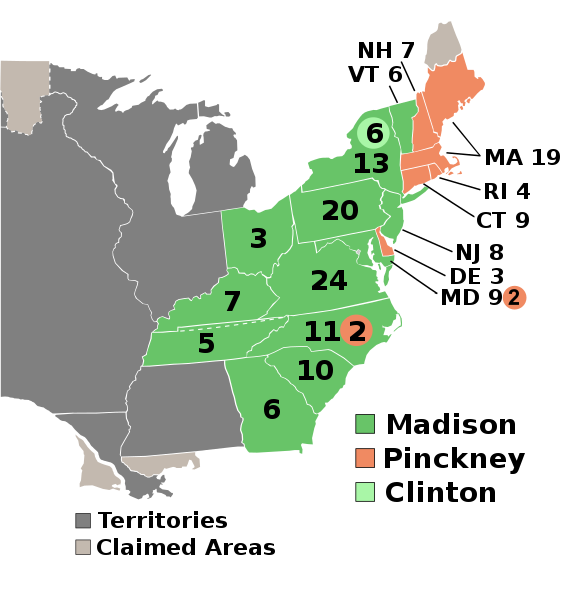 NH 7
VT 6
6
13
MA 19
RI 4
20
CT 9
3
NJ 8
24
DE 3
MD 9 2
7
11 2
5
10
6
Madison
Pinckney
Clinton
Territories
Claimed Areas